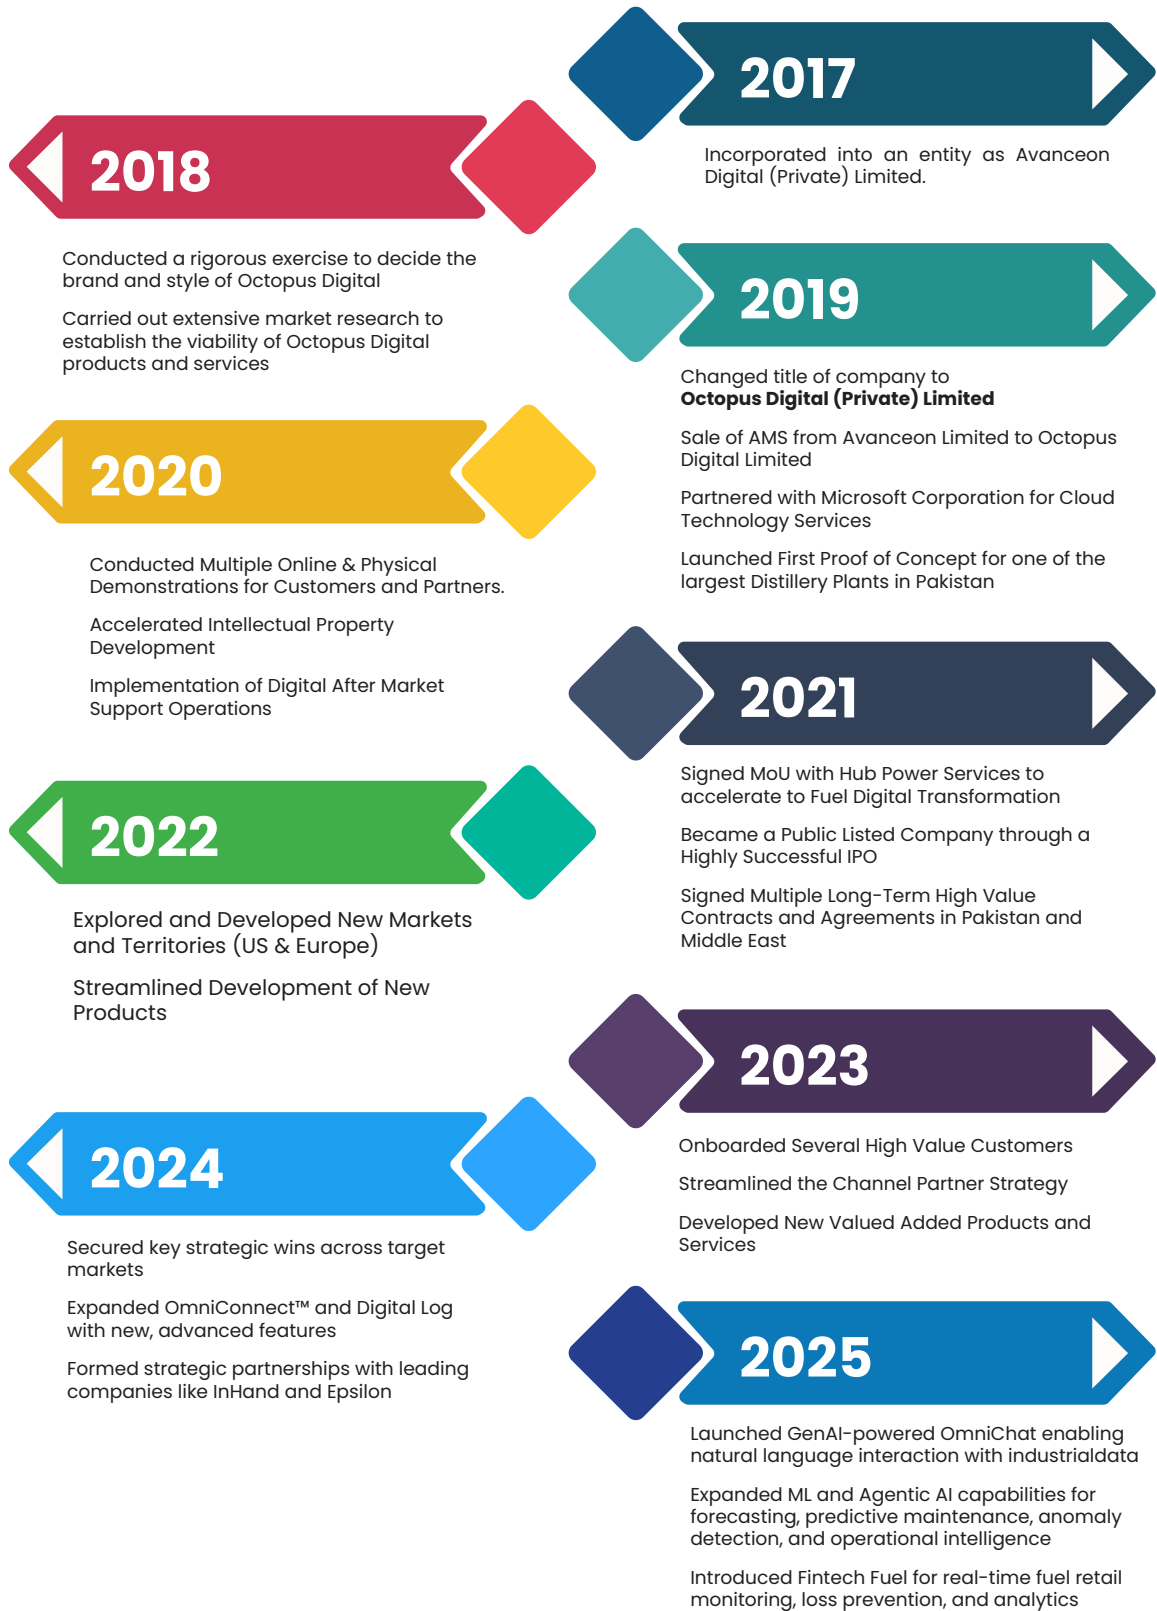 2017
Incorporated into an entity as Avanceon
Digital (Private) Limited.
2018
Conducted a rigorous exercise to decide the
brand and style of Octopus Digital
Carried out extensive market research to
establish the viability of Octopus Digital
products and services
2019
Changed title of company to
Octopus Digital (Private) Limited
Sale of AMS from Avanceon Limited to Octopus
Digital Limited
Partnered with Microsoft Corporation for Cloud
Technology Services
Launched First Proof of Concept for one of the
largest Distillery Plants in Pakistan
2020
Conducted Multiple Online & Physical
Demonstrations for Customers and Partners.
Accelerated Intellectual Property
Development
Implementation of Digital After Market
Support Operations
2021
Signed MoU with Hub Power Services to
accelerate to Fuel Digital Transformation
Became a Public Listed Company through a
Highly Successful IPO
Signed Multiple Long-Term High Value
Contracts and Agreements in Pakistan and
Middle East
2022
Explored and Developed New Markets
and Territories (US & Europe)
Streamlined Development of New
Products
2023
Onboarded Several High Value Customers
Streamlined the Channel Partner Strategy
Developed New Valued Added Products and
Services
2024
Secured key strategic wins across target
markets
Expanded OmniConnect™ and Digital Log
with new, advanced features
Formed strategic partnerships with leading
companies like InHand and Epsilon
2025
Launched GenAI-powered OmniChat enabling
natural language interaction with industrialdata
Expanded ML and Agentic AI capabilities for
forecasting, predictive maintenance, anomaly
detection, and operational intelligence
Introduced Fintech Fuel for real-time fuel retail
monitoring, loss prevention, and analytics